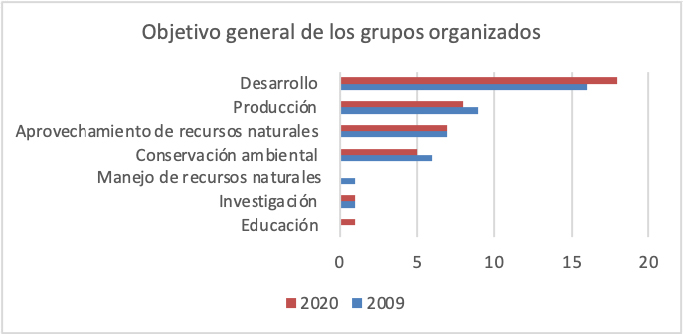 Objetivo general de los grupos organizados
Desarrollo
Producción
Aprovechamiento de recursos naturales
Conservación ambiental
Manejo de recursos naturales
Investigación
Educación
0 5 10 15 20
2020 2009